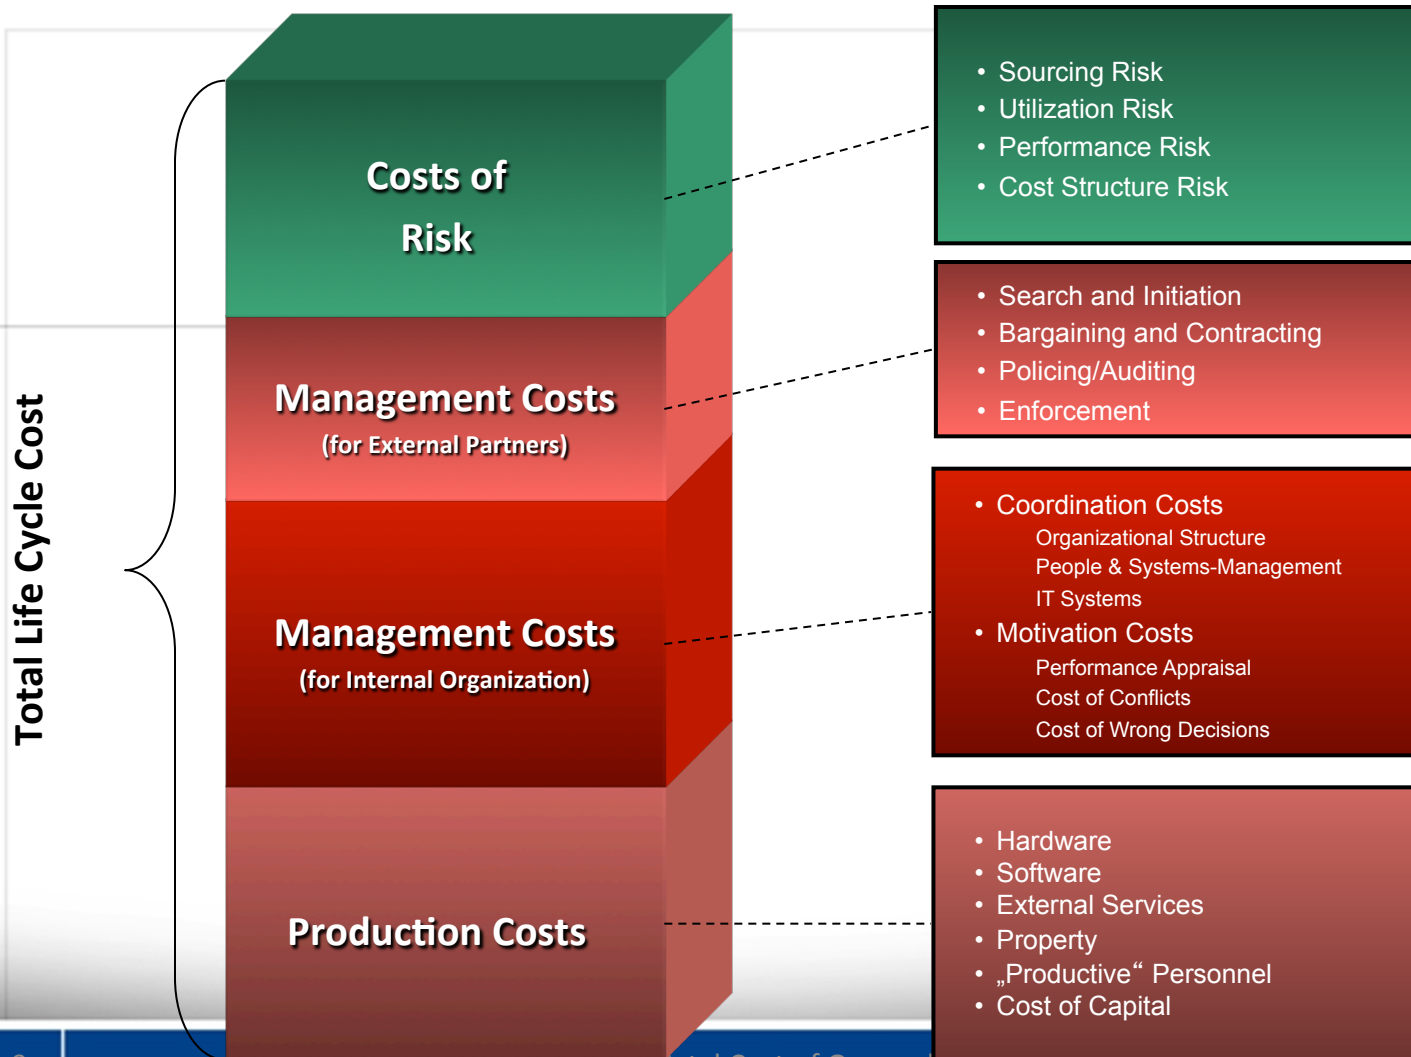 Total Life Cycle Cost
Costs of
Risk
Management Costs
(for External Partners)
Management Costs
(for Internal Organization)
Production Costs
• Sourcing Risk
• Utilization Risk
• Performance Risk
• Cost Structure Risk
• Search and Initiation
• Bargaining and Contracting
• Policing/Auditing
• Enforcement
• Coordination Costs
Organizational Structure
People & Systems-Management
IT Systems
• Motivation Costs
Performance Appraisal
Cost of Conflicts
Cost of Wrong Decisions
• Hardware
• Software
• External Services
• Property
• „Productive“ Personnel
• Cost of Capital